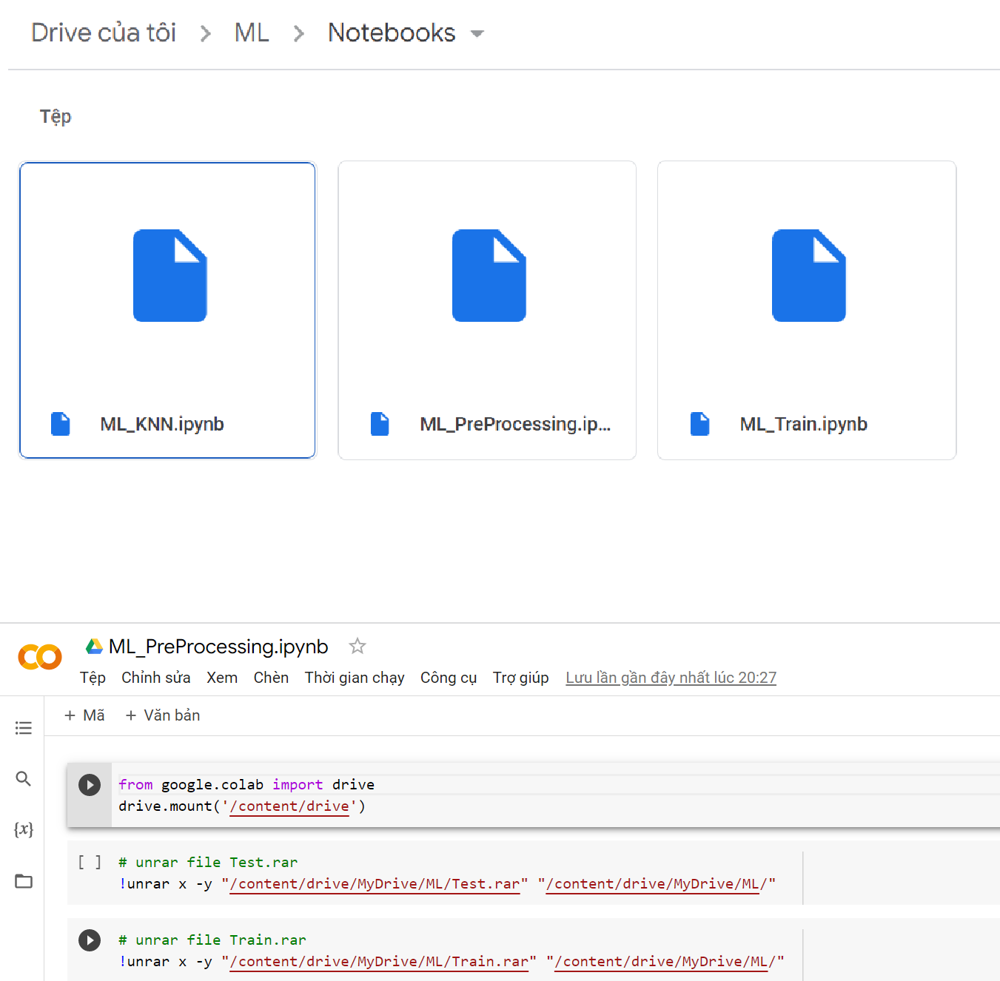 Drive của tôi > ML > Notebooks
Tệp
ML_KNN.ipynb
ML_PreProcessing.ip...
ML_Train.ipynb
ML_PreProcessing.ipynb
Tệp Chỉnh sửa Xem Chèn Thời gian chạy Công cụ Trợ giúp Lưu lần gần đây nhất lúc 20:27
+ Mã + Văn bản
from google.colab import drive
drive.mount('/content/drive')
{x}
[ ] # unrar file Test.rar
!unrar x -y "/content/drive/MyDrive/ML/Test.rar" "/content/drive/MyDrive/ML/"
# unrar file Train.rar
!unrar x -y "/content/drive/MyDrive/ML/Train.rar" "/content/drive/MyDrive/ML/"